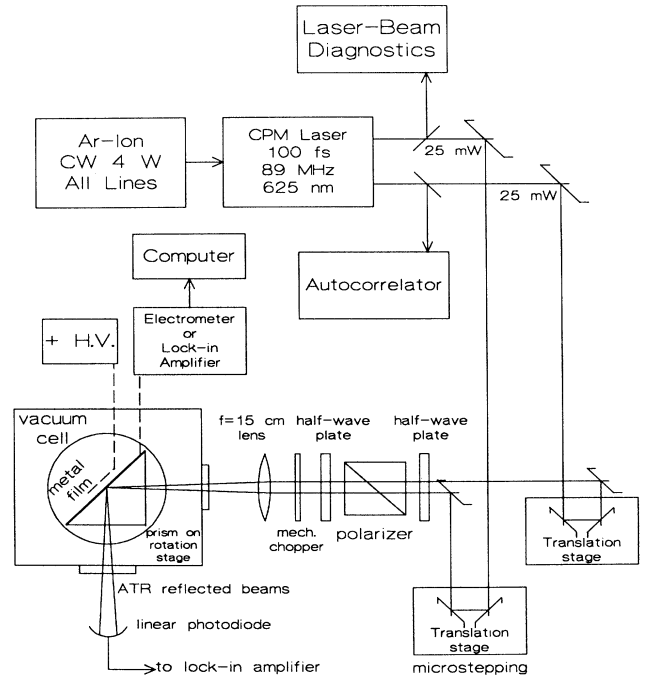 Laser-Beam
Diagnostics
Ar-Ion
CW 4 W
All Lines
CPM Laser
100 fs
89 MHz
625 nm
25 mW
25 mW
Computer
Autocorrelator
Electrometer
or
Lock-in
Amplifier
+ H.V.
vacuum
cell
metal
film
prism on
rotation
stage
f=15 cm
lens
half-wave
plate
half-wave
plate
mech.
chopper
polarizer
Translation
stage
ATR reflected beams
linear photodiode
Translation
stage
to lock-in amplifier
microstepping